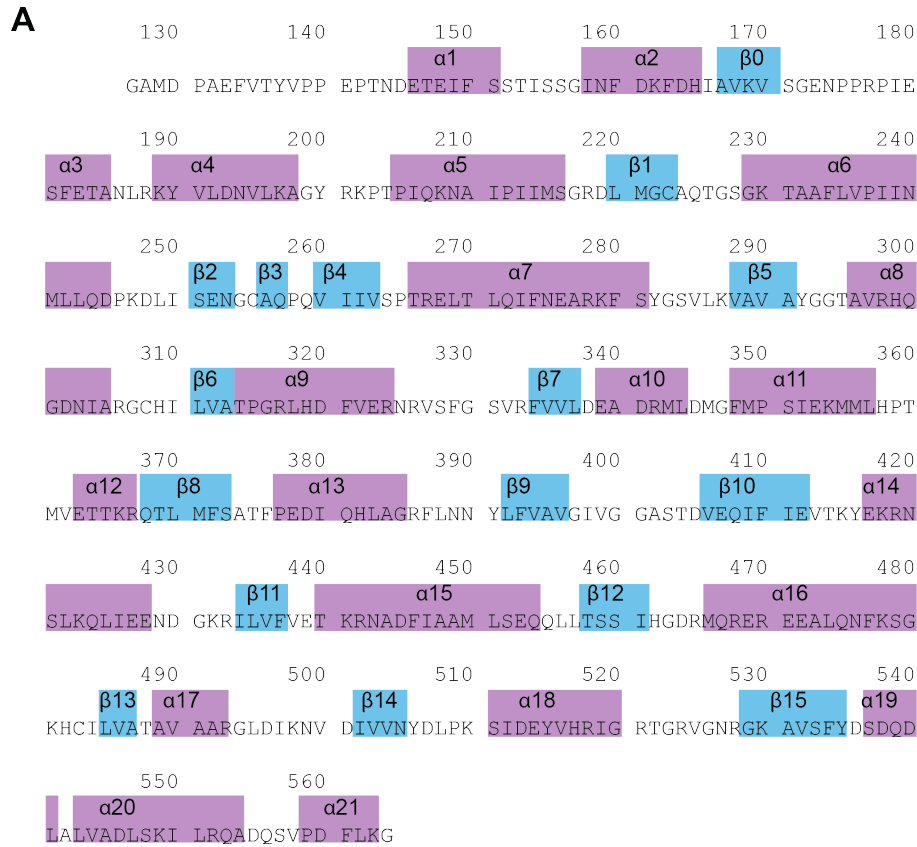 A
130 140 150 160 170 180
α1 α2 β0
GAMD PAEFVTYVPP EPTNDETEIF SSTISSGINF DKFDHIAVKV SGENPPRPIE
190 200 210 220 230 240
α3 α4 α5 β1 α6
SFETANLRKY VLDNVLKAGY RKPTPIQKNA IPIIMSGRDL MGCAQTGSGK TAAFLVPIIN
250 260 270 280 290 300
β2 β3 β4 α7 β5 α8
MLLQDPKDLI SENGCAQPQV IIVSPTRELT LQIFNEARKF SYGSVLKVAV AYGGTAVRHQ
310 320 330 340 350 360
β6 α9 β7 α10 α11
GDNIARGCHI LVATPGRLHD FVERNRVSFG SVRFVVLDEA DRMLDMGFMP SIEKMMLHPT
370 380 390 400 410 420
α12 β8 α13 β9 β10 α14
MVETTKRQTL MFSATFPEDI QHLAGRFLNN YLFVAVGIVG GASTDVEQIF IEVTKYEKRN
430 440 450 460 470 480
β11 α15 β12 α16
SLKQLIEEND GKRILVFVET KRNADFIAAM LSEQQLLTSS IHGDRMQRER EEALQNFKSG
490 500 510 520 530 540
β13 α17 β14 α18 β15 α19
KHCILVATAV AARGLDIKNV DIVVNYDLPK SIDEYVHRIG RTGRVGNRGK AVSFYDSDQD
550 560
α20 α21
LALVADLSKI LRQADQSVPD FLKG